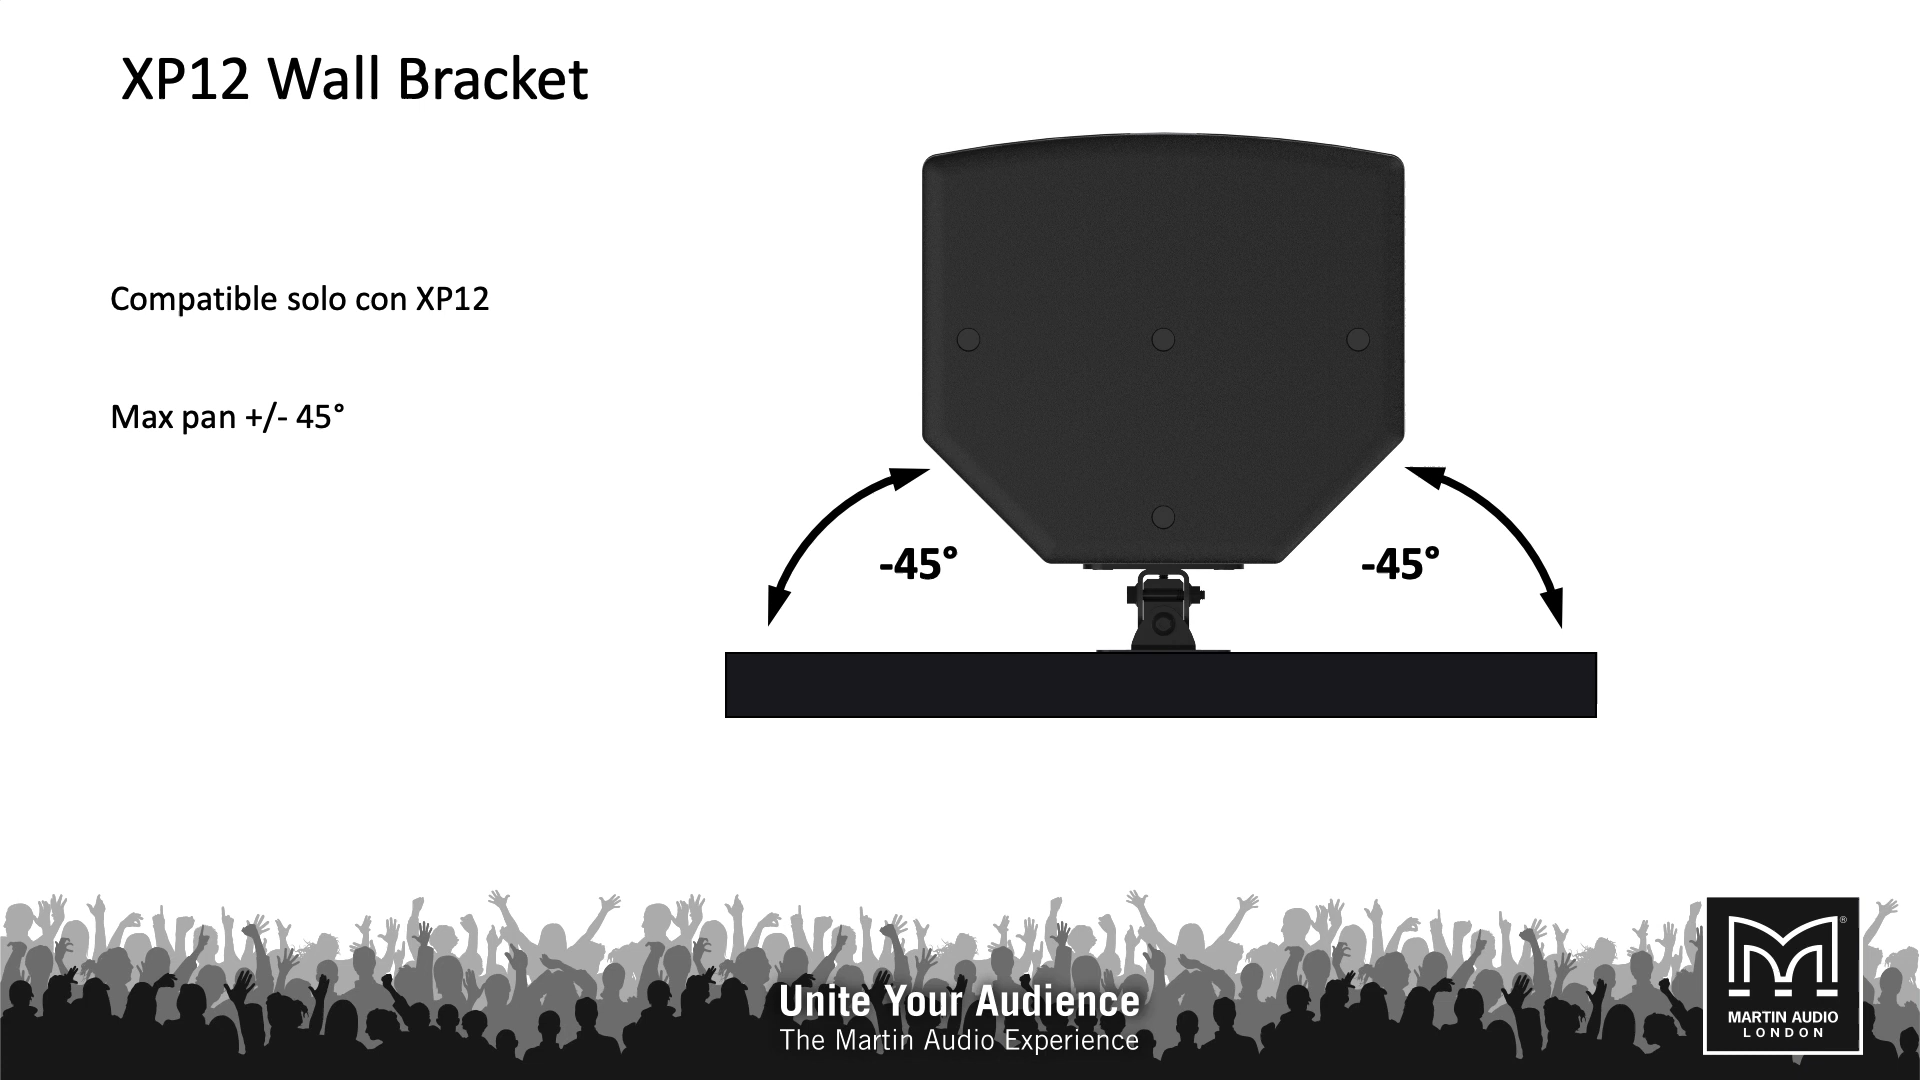 XP12 Wall Bracket
Compatible solo con XP12
Max pan +/- 45°
-45°
-45°
Unite Your Audience
The Martin Audio Experience
®
MARTIN AUDIO
LONDON